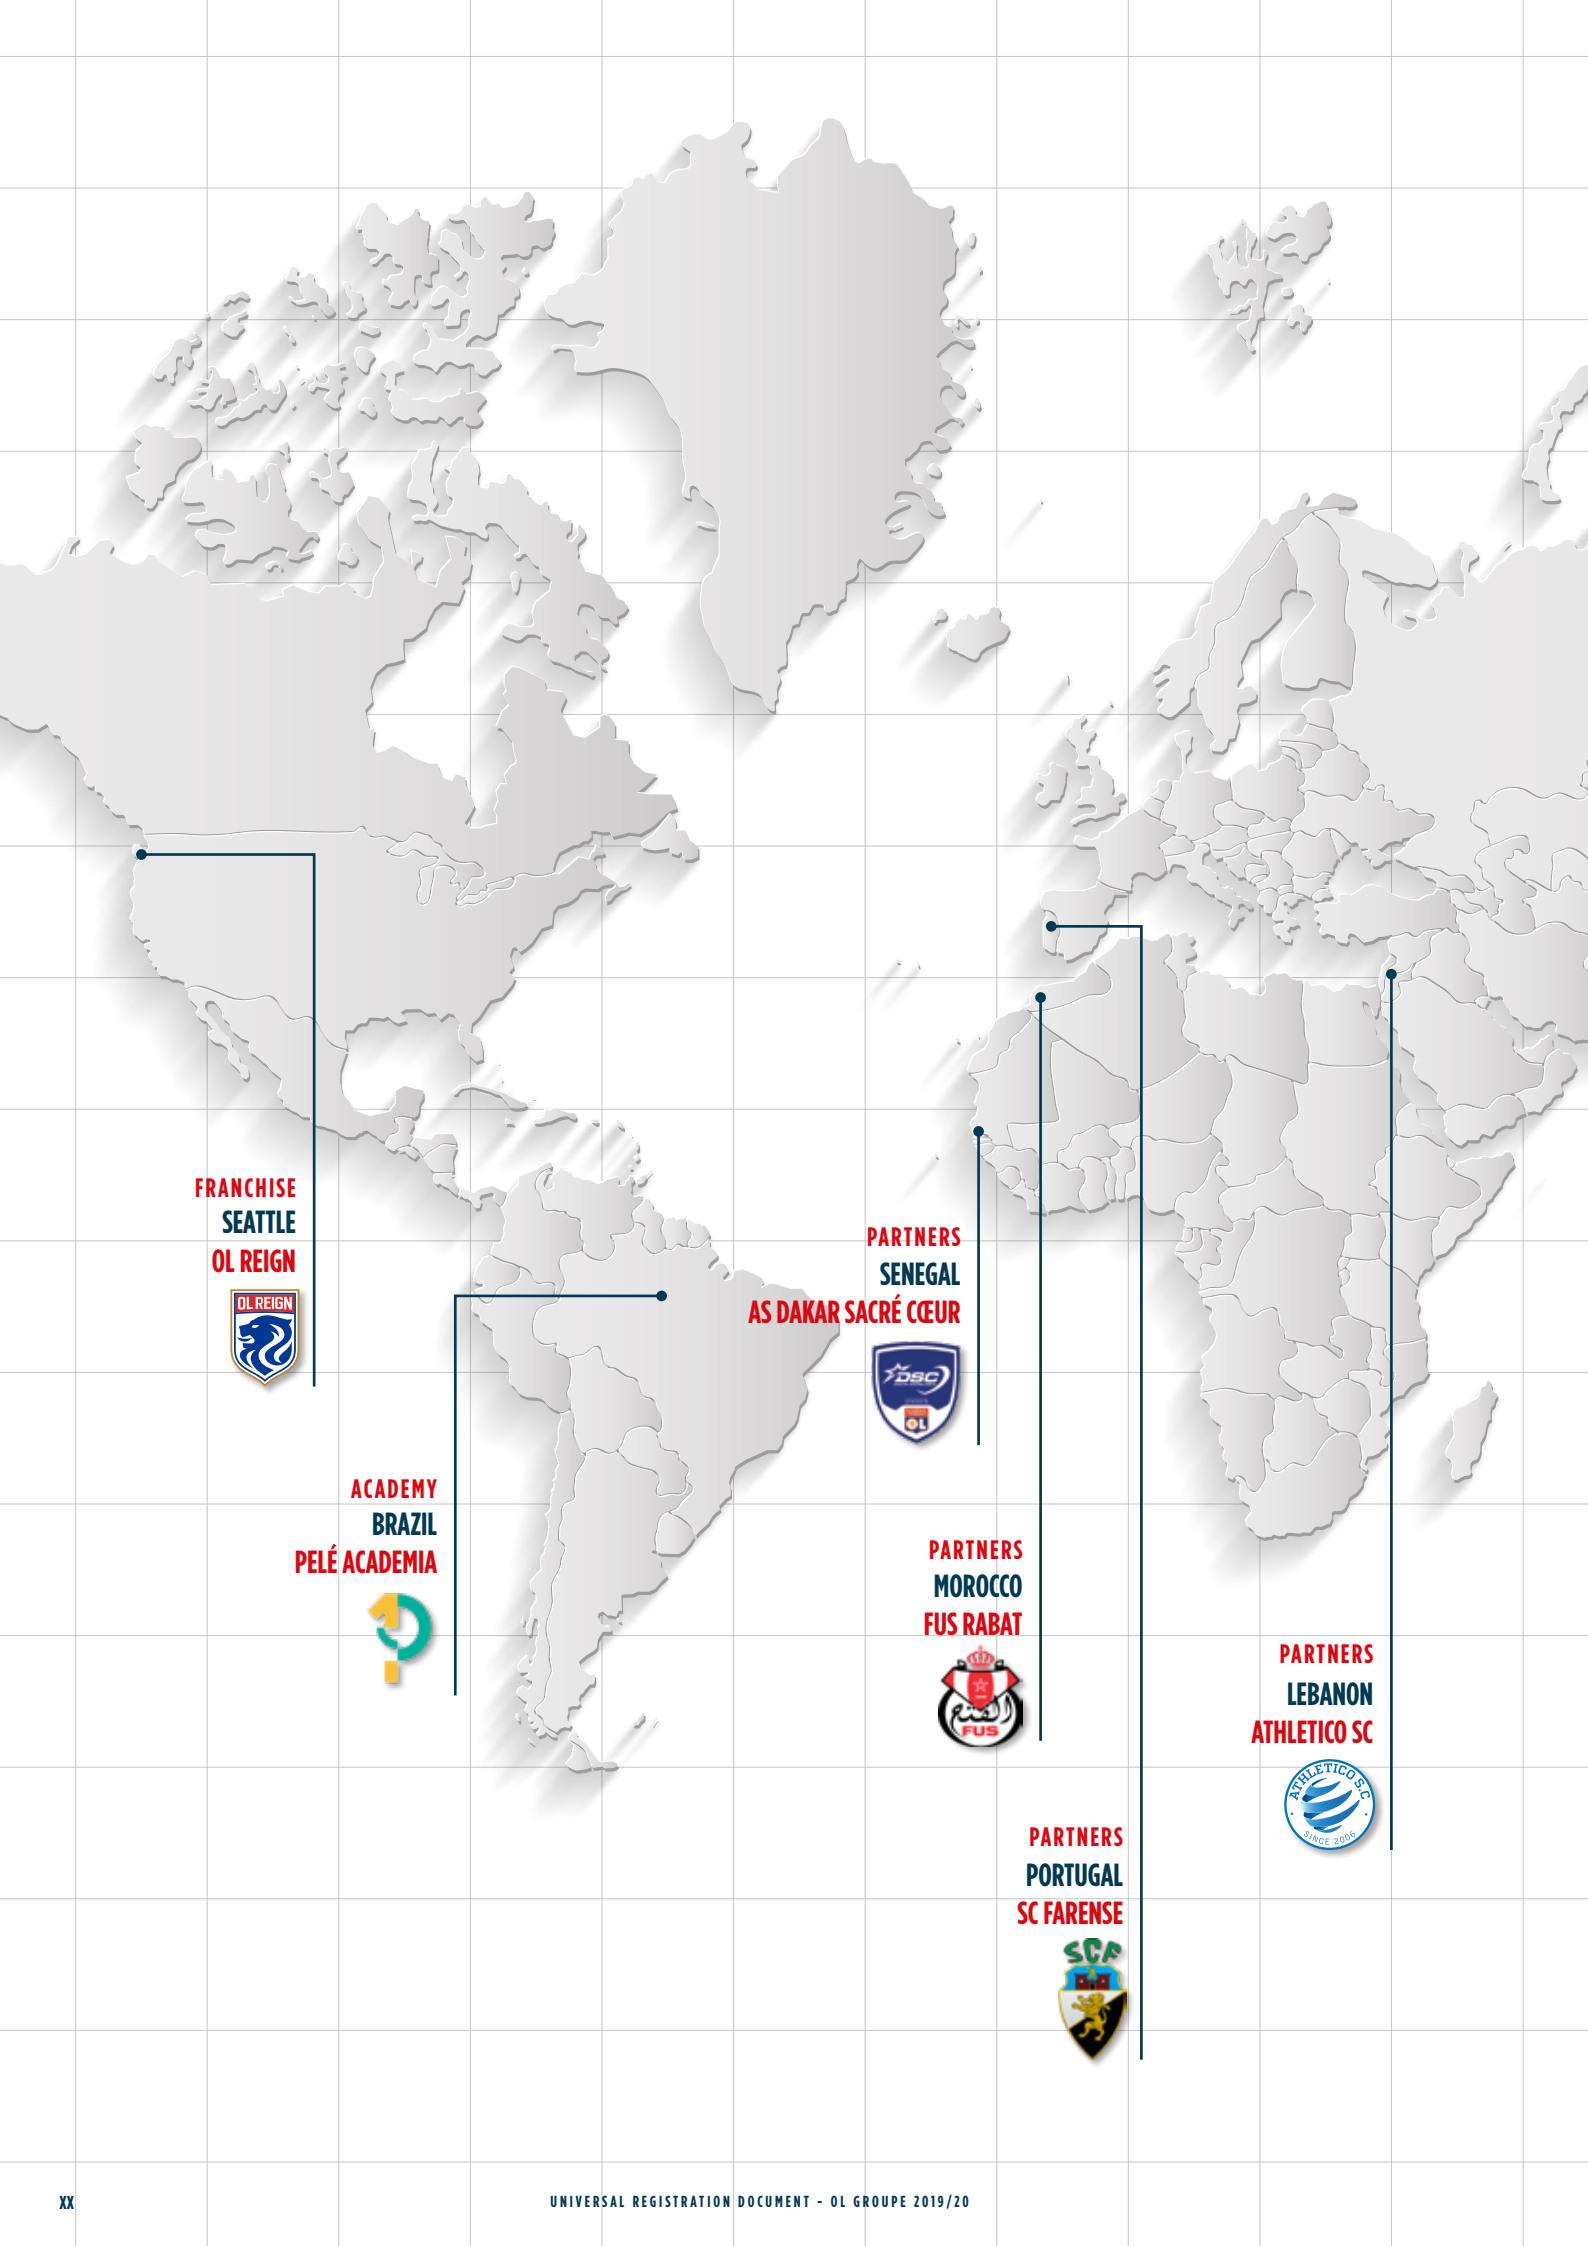 FRANCHISE
SEATTLE
OL REIGN
OL REIGN
ACADEMY
BRAZIL
PELÉ ACADEMIA
PARTNERS
SENEGAL
AS DAKAR SACRÉ CŒUR
DSC
OL
PARTNERS
MOROCCO
FUS RABAT
الفتح
FUS
PARTNERS
PORTUGAL
SC FARENSE
SCF
PARTNERS
LEBANON
ATHLETICO SC
ATHLETICO S.C
SINCE 2006
XX
UNIVERSAL REGISTRATION DOCUMENT – OL GROUPE 2019/20